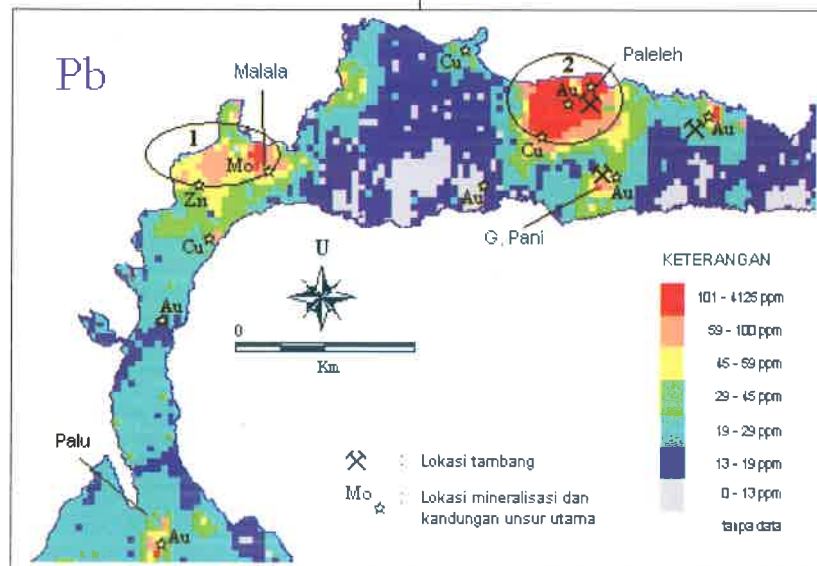 Pb
Malala
1
Mo
Zn
Cu
Au
Palu
Au
Cu
2
Paleleh
Au
Cu
Au
Au
Au
G. Pani
U
0
Km
KETERANGAN
101 - 4125 ppm
59 - 100 ppm
45 - 59 ppm
29 - 45 ppm
19 - 29 ppm
13 - 19 ppm
0 - 13 ppm
tanpa data
: Lokasi tambang
Mo : Lokasi mineralisasi dan
kandungan unsur utama